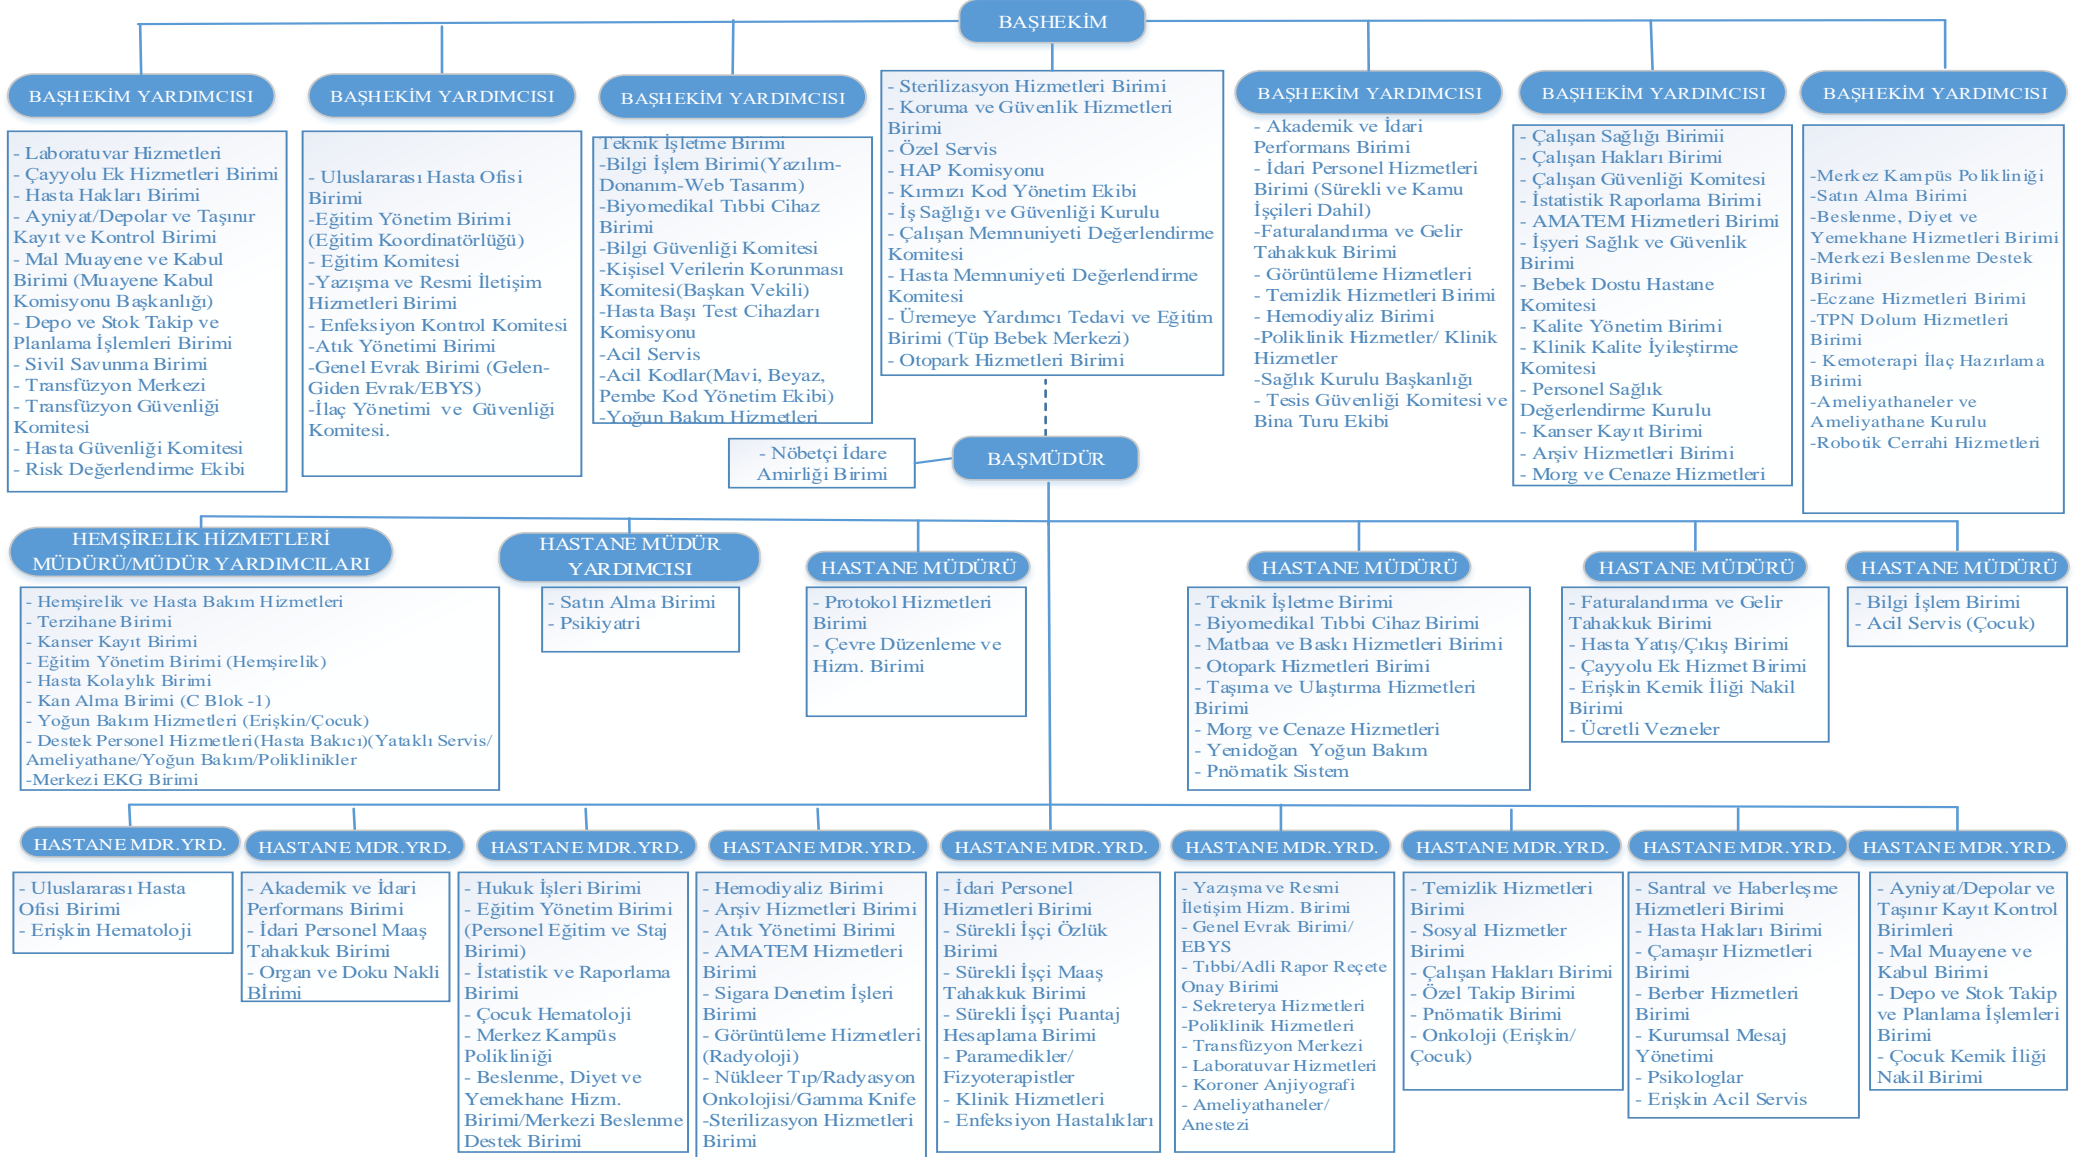 BAŞHEKİM
BAŞHEKİM YARDIMCISI
- Laboratuvar Hizmetleri
- Çayyolu Ek Hizmetleri Birimi
- Hasta Hakları Birimi
- Ayniyat/Depolar ve Taşınır
Kayıt ve Kontrol Birimi
- Mal Muayene ve Kabul
Birimi (Muayene Kabul
Komisyonu Başkanlığı)
- Depo ve Stok Takip ve
Planlama İşlemleri Birimi
- Sivil Savunma Birimi
- Transfüzyon Merkezi
- Transfüzyon Güvenliği
Komitesi
- Hasta Güvenliği Komitesi
- Risk Değerlendirme Ekibi
BAŞHEKİM YARDIMCISI
- Uluslararası Hasta Ofisi
Birimi
-Eğitim Yönetim Birimi
(Eğitim Koordinatörlüğü)
- Eğitim Komitesi
-Yazışma ve Resmi İletişim
Hizmetleri Birimi
- Enfeksiyon Kontrol Komitesi
-Atık Yönetimi Birimi
-Genel Evrak Birimi (Gelen-
Giden Evrak/EBYS)
-İlaç Yönetimi ve Güvenliği
Komitesi.
BAŞHEKİM YARDIMCISI
Teknik İşletme Birimi
-Bilgi İşlem Birimi(Yazılım-
Donanım-Web Tasarım)
-Biyomedikal Tıbbi Cihaz
Birimi
-Bilgi Güvenliği Komitesi
-Kişisel Verilerin Korunması
Komitesi(Başkan Vekili)
-Hasta Başı Test Cihazları
Komisyonu
-Acil Servis
-Acil Kodlar(Mavi, Beyaz,
Pembe Kod Yönetim Ekibi)
-Yoğun Bakım Hizmetleri
- Sterilizasyon Hizmetleri Birimi
- Koruma ve Güvenlik Hizmetleri
Birimi
- Özel Servis
- HAP Komisyonu
- Kırmızı Kod Yönetim Ekibi
- İş Sağlığı ve Güvenliği Kurulu
- Çalışan Memnuniyeti Değerlendirme
Komitesi
- Hasta Memnuniyeti Değerlendirme
Komitesi
- Üremeye Yardımcı Tedavi ve Eğitim
Birimi (Tüp Bebek Merkezi)
- Otopark Hizmetleri Birimi
BAŞHEKİM YARDIMCISI
- Akademik ve İdari
Performans Birimi
- İdari Personel Hizmetleri
Birimi (Sürekli ve Kamu
İşçileri Dahil)
-Faturalandırma ve Gelir
Tahakkuk Birimi
- Görüntüleme Hizmetleri
- Temizlik Hizmetleri Birimi
- Hemodiyaliz Birimi
-Poliklinik Hizmetler/ Klinik
Hizmetler
-Sağlık Kurulu Başkanlığı
- Tesis Güvenliği Komitesi ve
Bina Turu Ekibi
BAŞHEKİM YARDIMCISI
- Çalışan Sağlığı Birimii
- Çalışan Hakları Birimi
- Çalışan Güvenliği Komitesi
- İstatistik Raporlama Birimi
- AMATEM Hizmetleri Birimi
- İşyeri Sağlık ve Güvenlik
Birimi
- Bebek Dostu Hastane
Komitesi
- Kalite Yönetim Birimi
- Klinik Kalite İyileştirme
Komitesi
- Personel Sağlık
Değerlendirme Kurulu
- Kanser Kayıt Birimi
- Arşiv Hizmetleri Birimi
- Morg ve Cenaze Hizmetleri
BAŞHEKİM YARDIMCISI
-Merkez Kampüs Polikliniği
-Satın Alma Birimi
-Beslenme, Diyet ve
Yemekhane Hizmetleri Birimi
-Merkezi Beslenme Destek
Birimi
-Eczane Hizmetleri Birimi
-TPN Dolum Hizmetleri
Birimi
- Kemoterapi İlaç Hazırlama
Birimi
-Ameliyathaneler ve
Ameliyathane Kurulu
-Robotik Cerrahi Hizmetleri
- Nöbetçi İdare
Amirliği Birimi
BAŞMÜDÜR
HEMŞİRELİK HİZMETLERİ
MÜDÜRÜ/MÜDÜR YARDIMCILARI
- Hemşirelik ve Hasta Bakım Hizmetleri
- Terzihane Birimi
- Kanser Kayıt Birimi
- Eğitim Yönetim Birimi (Hemşirelik)
- Hasta Kolaylık Birimi
- Kan Alma Birimi (C Blok -1)
- Yoğun Bakım Hizmetleri (Erişkin/Çocuk)
- Destek Personel Hizmetleri(Hasta Bakıcı)(Yataklı Servis/
Ameliyathane/Yoğun Bakım/Poliklinikler
-Merkezi EKG Birimi
HASTANE MÜDÜR
YARDIMCISI
- Satın Alma Birimi
- Psikiyatri
HASTANE MÜDÜRÜ
- Protokol Hizmetleri
Birimi
- Çevre Düzenleme ve
Hizm. Birimi
HASTANE MÜDÜRÜ
- Teknik İşletme Birimi
- Biyomedikal Tıbbi Cihaz Birimi
- Matbaa ve Baskı Hizmetleri Birimi
- Otopark Hizmetleri Birimi
- Taşıma ve Ulaştırma Hizmetleri
Birimi
- Morg ve Cenaze Hizmetleri
- Yenidoğan Yoğun Bakım
- Pnömatik Sistem
HASTANE MÜDÜRÜ
- Faturalandırma ve Gelir
Tahakkuk Birimi
- Hasta Yatış/Çıkış Birimi
- Çayyolu Ek Hizmet Birimi
- Erişkin Kemik İliği Nakil
Birimi
- Ücretli Vezneler
HASTANE MÜDÜRÜ
- Bilgi İşlem Birimi
- Acil Servis (Çocuk)
HASTANE MDR.YRD.
- Uluslararası Hasta
Ofisi Birimi
- Erişkin Hematoloji
HASTANE MDR.YRD.
- Akademik ve İdari
Performans Birimi
- İdari Personel Maaş
Tahakkuk Birimi
- Organ ve Doku Nakli
Bİrimi
HASTANE MDR.YRD.
- Hukuk İşleri Birimi
- Eğitim Yönetim Birimi
(Personel Eğitim ve Staj
Birimi)
- İstatistik ve Raporlama
Birimi
- Çocuk Hematoloji
- Merkez Kampüs
Polikliniği
- Beslenme, Diyet ve
Yemekhane Hizm.
Birimi/Merkezi Beslenme
Destek Birimi
HASTANE MDR.YRD.
- Hemodiyaliz Birimi
- Arşiv Hizmetleri Birimi
- Atık Yönetimi Birimi
- AMATEM Hizmetleri
Birimi
- Sigara Denetim İşleri
Birimi
- Görüntüleme Hizmetleri
(Radyoloji)
- Nükleer Tıp/Radyasyon
Onkolojisi/Gamma Knife
-Sterilizasyon Hizmetleri
Birimi
HASTANE MDR.YRD.
- İdari Personel
Hizmetleri Birimi
- Sürekli İşçi Özlük
Birimi
- Sürekli İşçi Maaş
Tahakkuk Birimi
- Sürekli İşçi Puantaj
Hesaplama Birimi
- Paramedikler/
Fizyoterapistler
- Klinik Hizmetleri
- Enfeksiyon Hastalıkları
HASTANE MDR.YRD.
- Yazışma ve Resmi
İletişim Hizm. Birimi
- Genel Evrak Birimi/
EBYS
- Tıbbi/Adli Rapor Reçete
Onay Birimi
- Sekreterya Hizmetleri
-Poliklinik Hizmetleri
- Transfüzyon Merkezi
- Laboratuvar Hizmetleri
- Koroner Anjiyografi
- Ameliyathaneler/
Anestezi
HASTANE MDR.YRD.
- Temizlik Hizmetleri
Birimi
- Sosyal Hizmetler
Birimi
- Çalışan Hakları Birimi
- Özel Takip Birimi
- Pnömatik Birimi
- Onkoloji (Erişkin/
Çocuk)
HASTANE MDR.YRD.
- Santral ve Haberleşme
Hizmetleri Birimi
- Hasta Hakları Birimi
- Çamaşır Hizmetleri
Birimi
- Berber Hizmetleri
Birimi
- Kurumsal Mesaj
Yönetimi
- Psikologlar
- Erişkin Acil Servis
HASTANE MDR.YRD.
- Ayniyat/Depolar ve
Taşınır Kayıt Kontrol
Birimleri
- Mal Muayene ve
Kabul Birimi
- Depo ve Stok Takip
ve Planlama İşlemleri
Birimi
- Çocuk Kemik İliği
Nakil Birimi